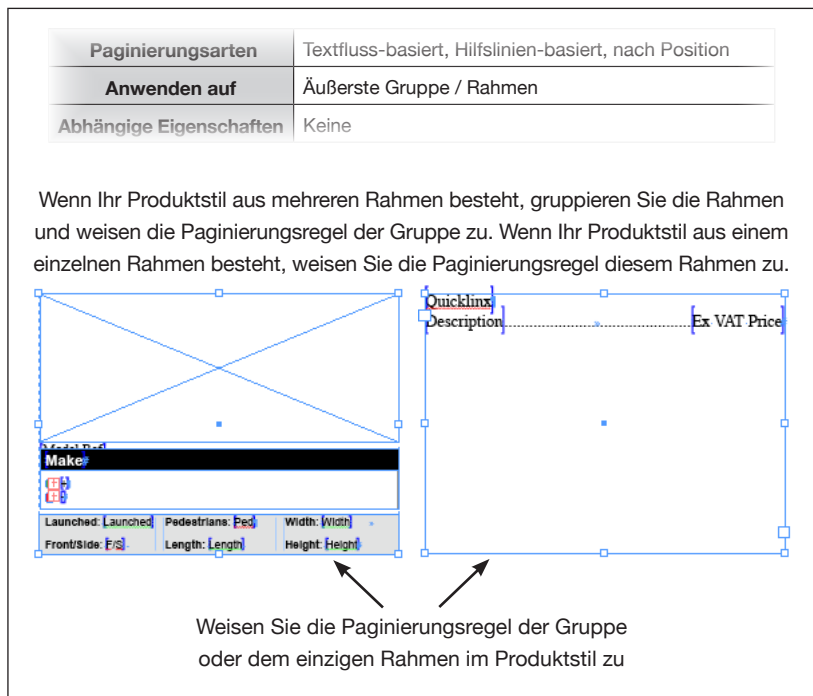 Paginierungsarten Textfluss-basiert, Hilfslinien-basiert, nach Position
Anwenden auf Äußerste Gruppe / Rahmen
Abhängige Eigenschaften Keine
Wenn Ihr Produktstil aus mehreren Rahmen besteht, gruppieren Sie die Rahmen
und weisen die Paginierungsregel der Gruppe zu. Wenn Ihr Produktstil aus einem
einzelnen Rahmen besteht, weisen Sie die Paginierungsregel diesem Rahmen zu.
Model Ref
Make
Launched: Launched Pedestrians: Ped Width: Width
Front/Side: F/S Length: Length Height: Height
Quicklinx
Description Ex VAT Price
Weisen Sie die Paginierungsregel der Gruppe
oder dem einzigen Rahmen im Produktstil zu